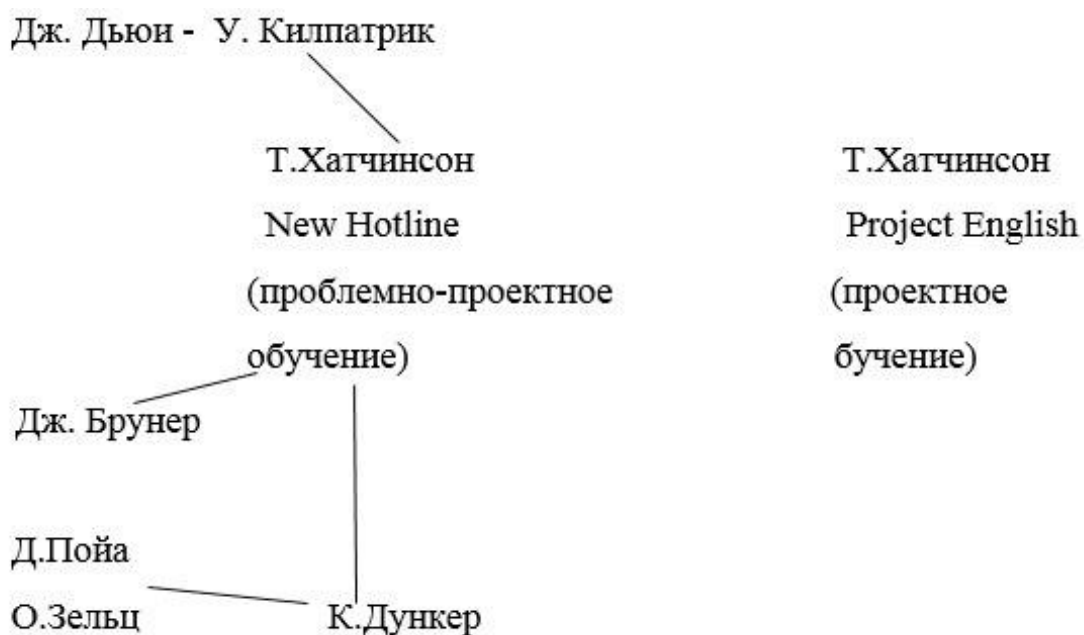 Дж. Дьюи - У. Килпатрик
Т.Хатчинсон Т.Хатчинсон
New Hotline Project English
(проблемно-проектное (проектное
обучение) бучение)
Дж. Брунер
Д.Пойа
О.Зельц К.Дункер